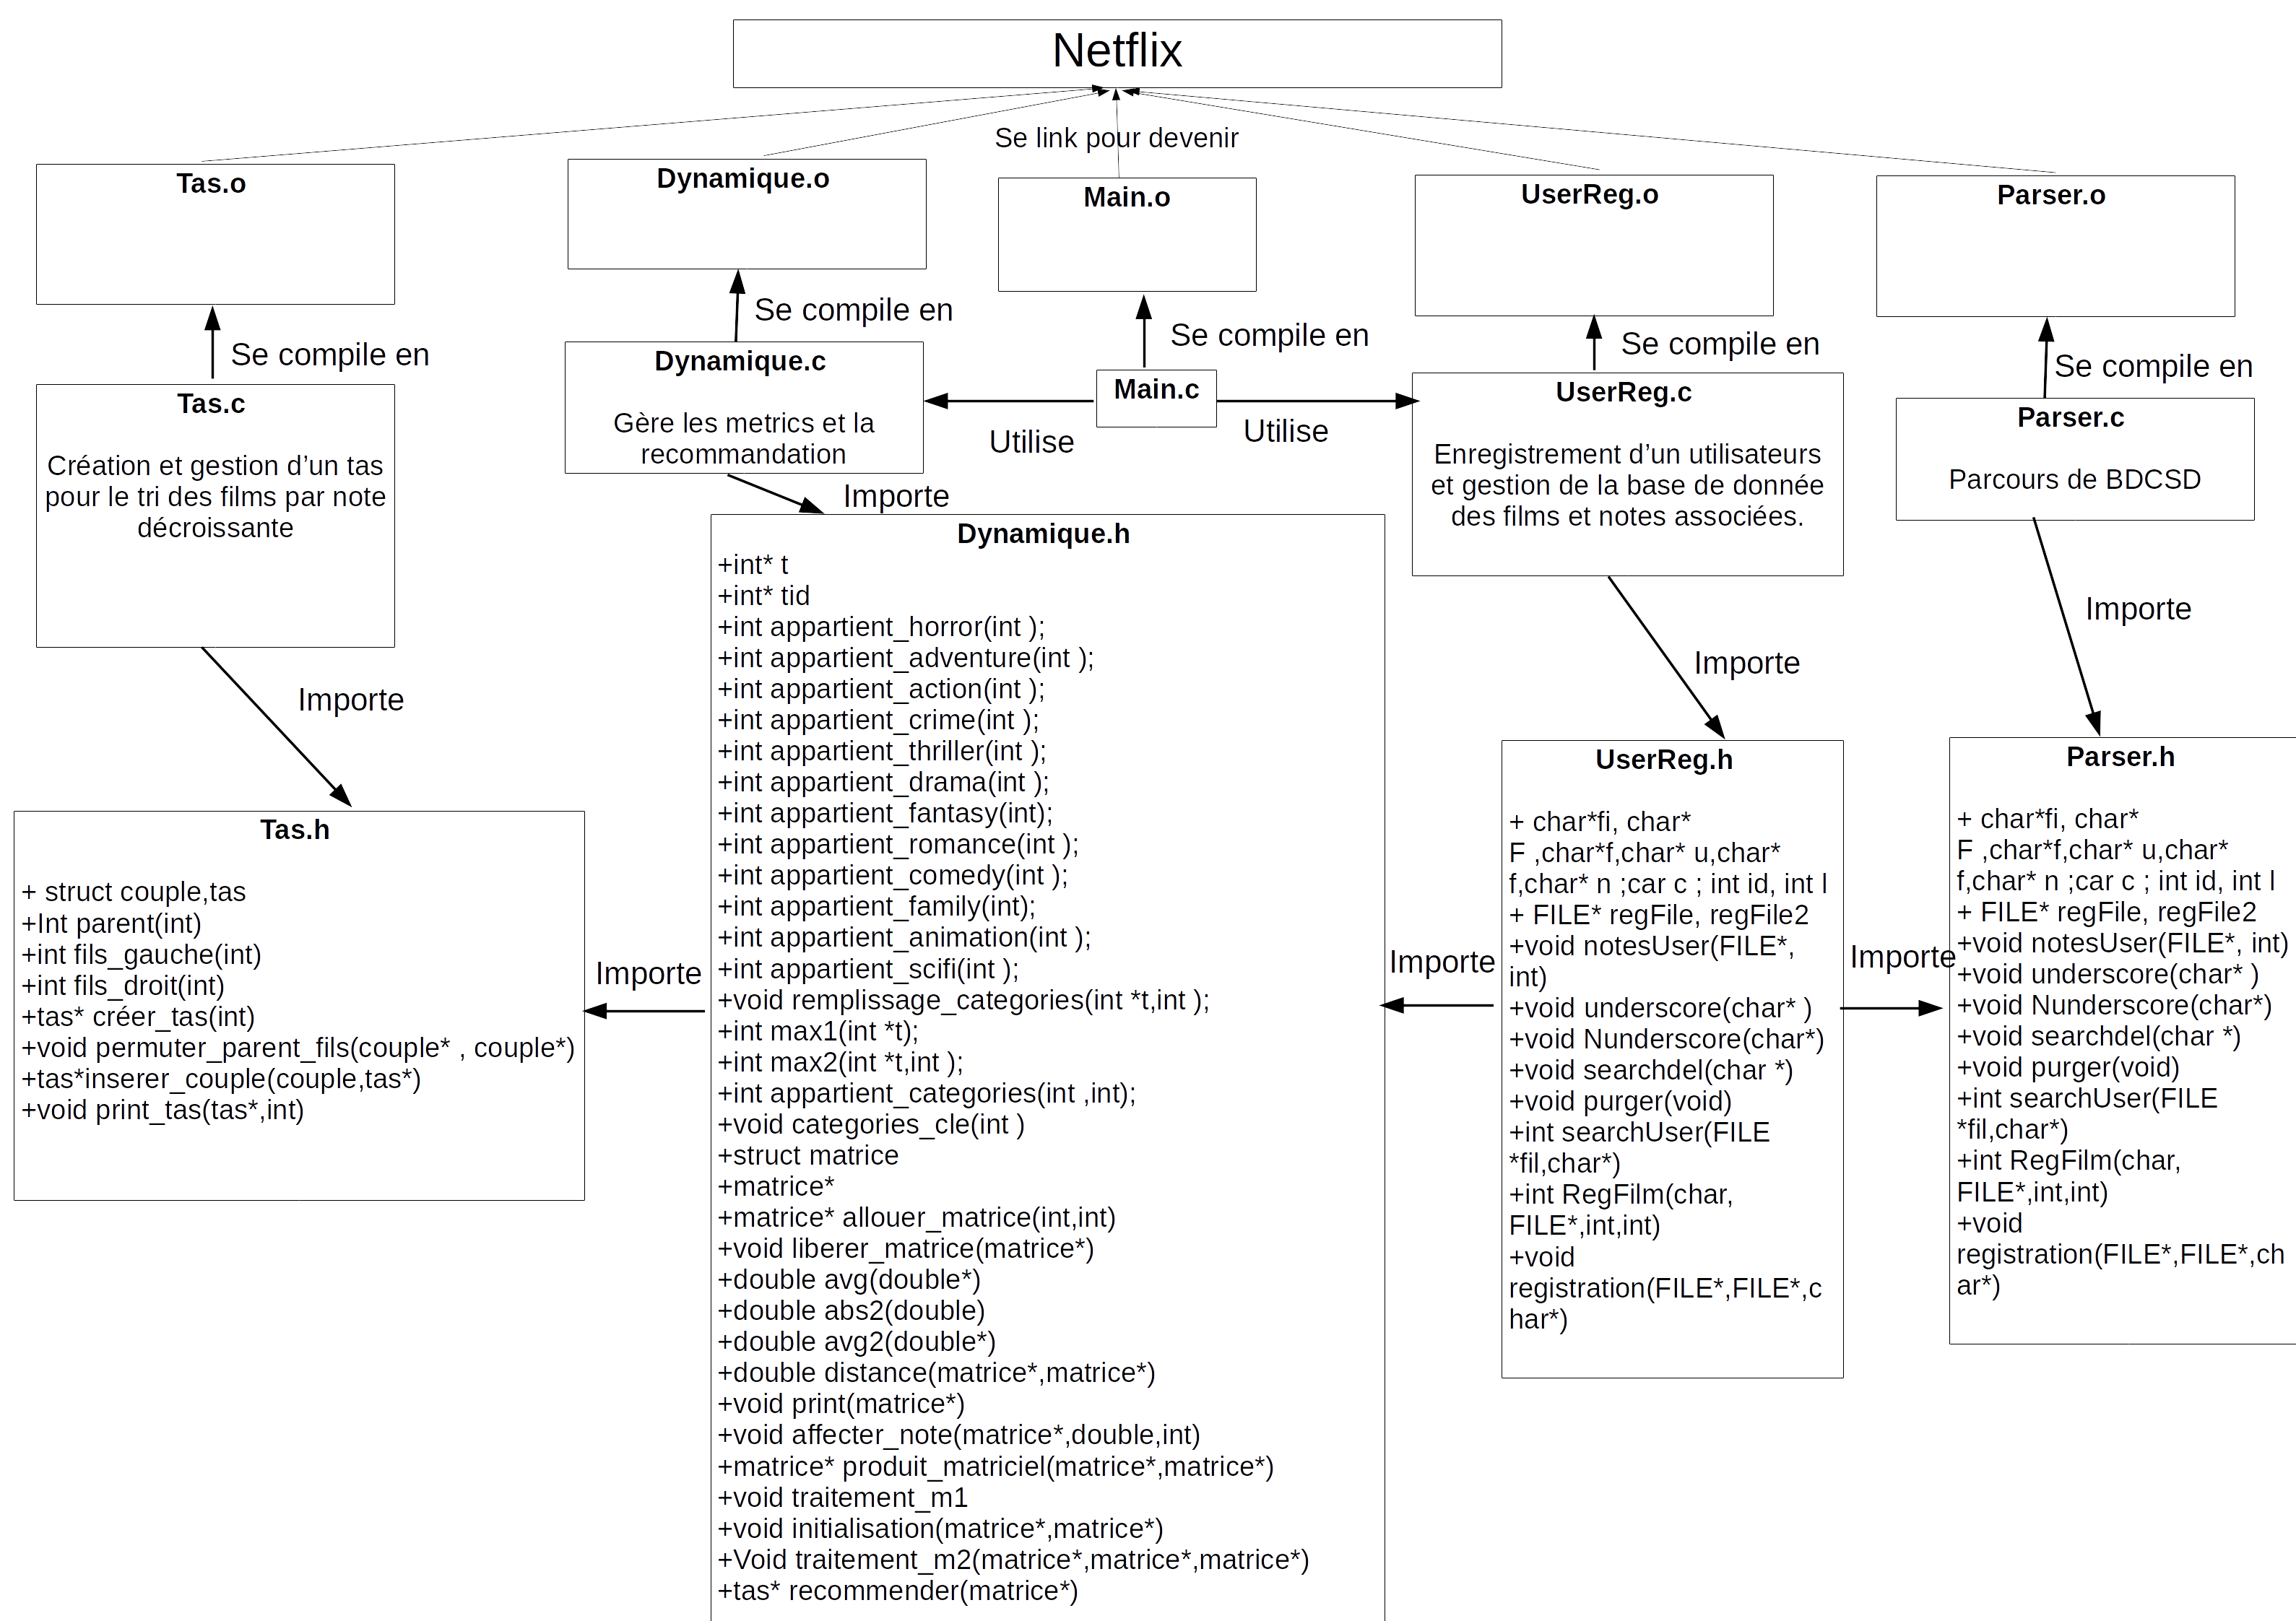 Netflix
Se link pour devenir
Tas.o
Dynamique.o
Main.o
UserReg.o
Parser.o
Se compile en
Se compile en
Se compile en
Se compile en
Se compile en
Tas.c
Création et gestion d’un tas
pour le tri des films par note
décroissante
Dynamique.c
Gère les metrics et la
recommandation
Main.c
Utilise
Utilise
UserReg.c
Enregistrement d’un utilisateurs
et gestion de la base de donnée
des films et notes associées.
Parser.c
Parcours de BDCSD
Importe
Importe
Importe
Importe
Tas.h
+ struct couple,tas
+Int parent(int)
+int fils_gauche(int)
+int fils_droit(int)
+tas* créer_tas(int)
+void permuter_parent_fils(couple* , couple*)
+tas*inserer_couple(couple,tas*)
+void print_tas(tas*,int)
Importe
Dynamique.h
+int* t
+int* tid
+int appartient_horror(int );
+int appartient_adventure(int );
+int appartient_action(int );
+int appartient_crime(int );
+int appartient_thriller(int );
+int appartient_drama(int );
+int appartient_fantasy(int);
+int appartient_romance(int );
+int appartient_comedy(int );
+int appartient_family(int);
+int appartient_animation(int );
+int appartient_scifi(int );
+void remplissage_categories(int *t,int );
+int max1(int *t);
+int max2(int *t,int );
+int appartient_categories(int ,int);
+void categories_cle(int )
+struct matrice
+matrice*
+matrice* allouer_matrice(int,int)
+void liberer_matrice(matrice*)
+double avg(double*)
+double abs2(double)
+double avg2(double*)
+double distance(matrice*,matrice*)
+void print(matrice*)
+void affecter_note(matrice*,double,int)
+matrice* produit_matriciel(matrice*,matrice*)
+void traitement_m1
+void initialisation(matrice*,matrice*)
+Void traitement_m2(matrice*,matrice*,matrice*)
+tas* recommender(matrice*)
Importe
UserReg.h
+ char*fi, char*
F ,char*f,char* u,char*
f,char* n ;car c ; int id, int l
+ FILE* regFile, regFile2
+void notesUser(FILE*,
int)
+void underscore(char* )
+void Nunderscore(char*)
+void searchdel(char *)
+void purger(void)
+int searchUser(FILE
*fil,char*)
+int RegFilm(char,
FILE*,int,int)
+void
registration(FILE*,FILE*,c
har*)
Importe
Parser.h
+ char*fi, char*
F ,char*f,char* u,char*
f,char* n ;car c ; int id, int l
+ FILE* regFile, regFile2
+void notesUser(FILE*, int)
+void underscore(char* )
+void Nunderscore(char*)
+void searchdel(char *)
+void purger(void)
+int searchUser(FILE
*fil,char*)
+int RegFilm(char,
FILE*,int,int)
+void
registration(FILE*,FILE*,ch
ar*)